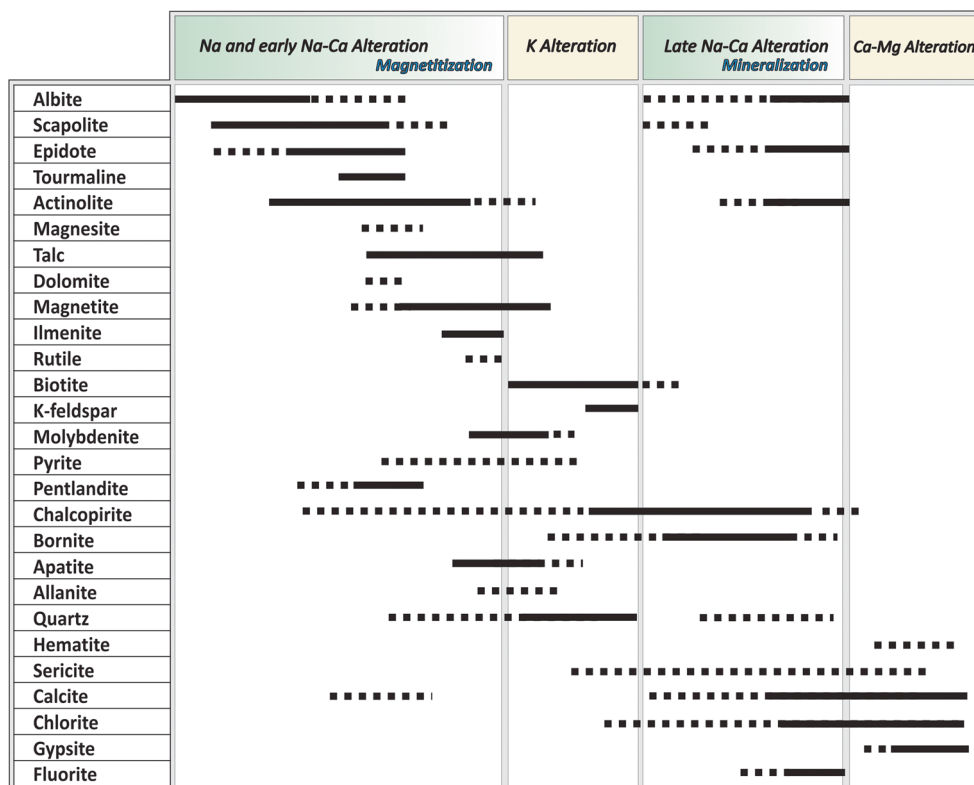 Na and early Na-Ca Alteration
Magnetitization
K Alteration
Late Na-Ca Alteration
Mineralization
Ca-Mg Alteration
Albite
Scapolite
Epidote
Tourmaline
Actinolite
Magnesite
Talc
Dolomite
Magnetite
Ilmenite
Rutile
Biotite
K-feldspar
Molybdenite
Pyrite
Pentlandite
Chalcopirite
Bornite
Apatite
Allanite
Quartz
Hematite
Sericite
Calcite
Chlorite
Gypsite
Fluorite